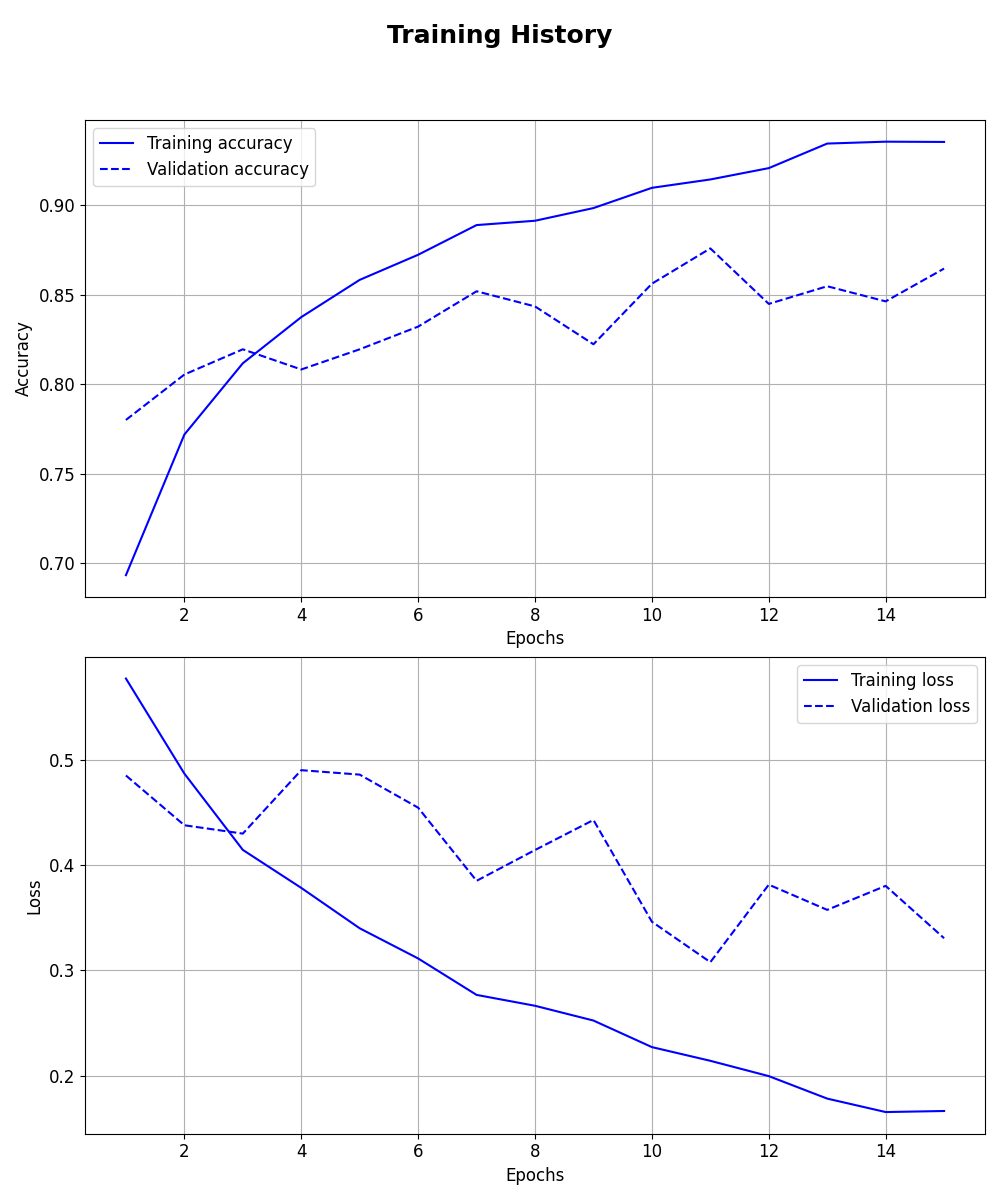 Training History
Training accuracy
Validation accuracy
0.90
0.85
0.80
0.75
0.70
Accuracy
2 4 6 8 10 12 14
Epochs
Training loss
Validation loss
0.5
0.4
0.3
0.2
Loss
2 4 6 8 10 12 14
Epochs